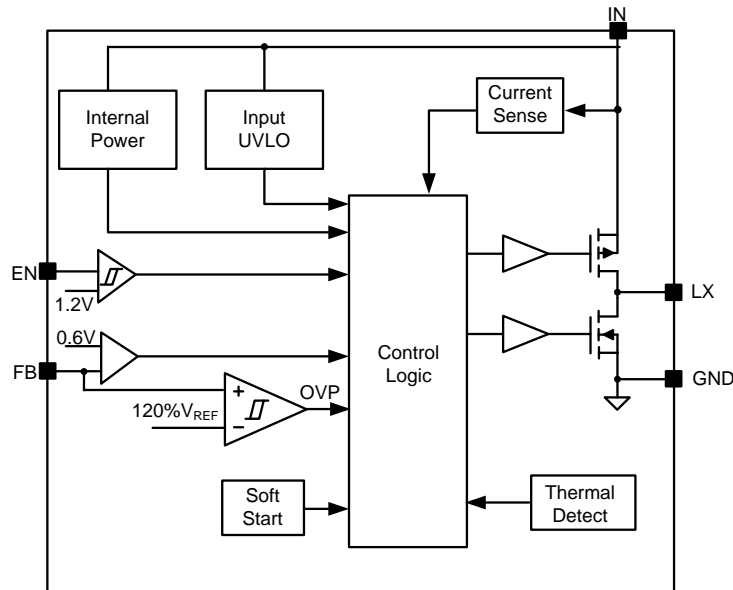 IN
Internal
Power
Input
UVLO
Current
Sense
EN
1.2V
0.6V
FB
120%VREF
+
−
OVP
Control
Logic
LX
GND
Soft
Start
Thermal
Detect